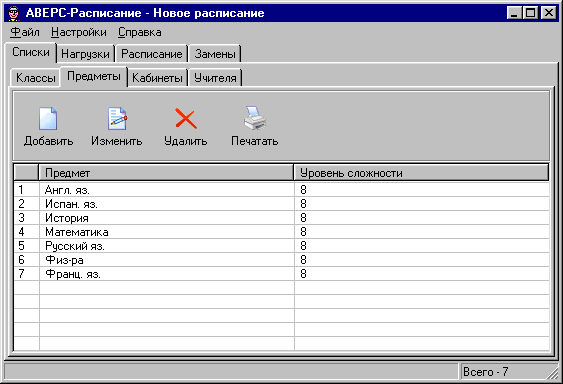 АВЕРС-Расписание - Новое расписание
Файл Настройки Справка
Списки Нагрузки Расписание Замены
Классы Предметы Кабинеты Учителя
Добавить Изменить Удалить Печатать
Предмет Уровень сложности
1 Англ. яз. 8
2 Испан. яз. 8
3 История 8
4 Математика 8
5 Русский яз. 8
6 Физ-ра 8
7 Франц. яз. 8
Всего - 7